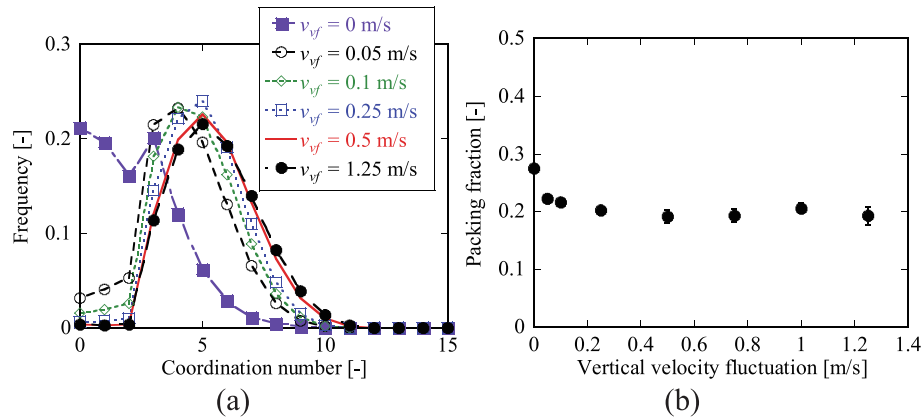 v_vf = 0 m/s
v_vf = 0.05 m/s
v_vf = 0.1 m/s
v_vf = 0.25 m/s
v_vf = 0.5 m/s
v_vf = 1.25 m/s
0.3
0.2
0.1
0
Frequency [-]
0 5 10 15
Coordination number [-]
(a)
0.5
0.4
0.3
0.2
0.1
0
Packing fraction [-]
0 0.2 0.4 0.6 0.8 1 1.2 1.4
Vertical velocity fluctuation [m/s]
(b)